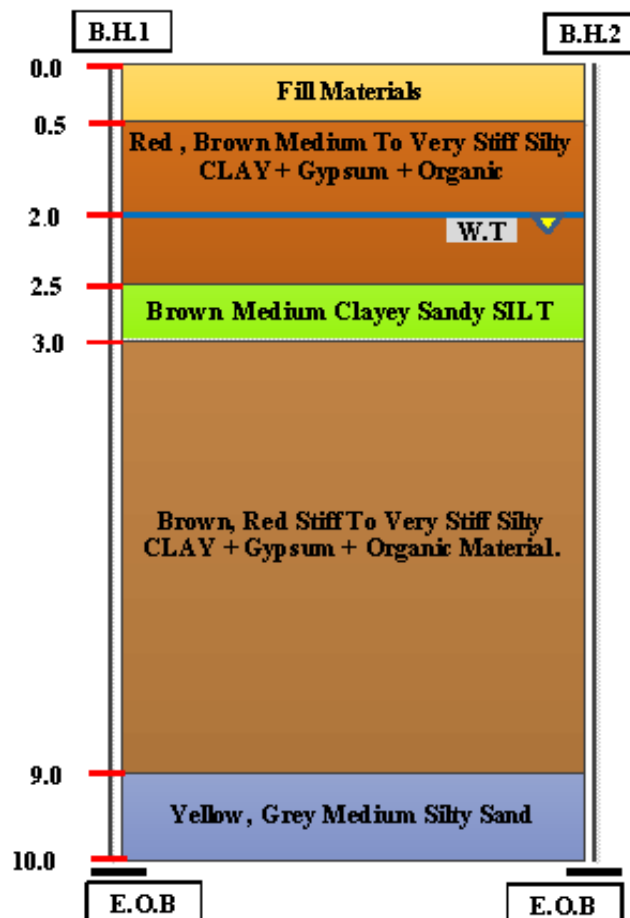 B.H.1
B.H.2
0.0
Fill Materials
0.5
Red , Brown Medium To Very Stiff Silty
CLAY + Gypsum + Organic
2.0
W.T
2.5
Brown Medium Clayey Sandy SILT
3.0
Brown, Red Stiff To Very Stiff Silty
CLAY + Gypsum + Organic Material.
9.0
Yellow, Grey Medium Silty Sand
10.0
E.O.B
E.O.B